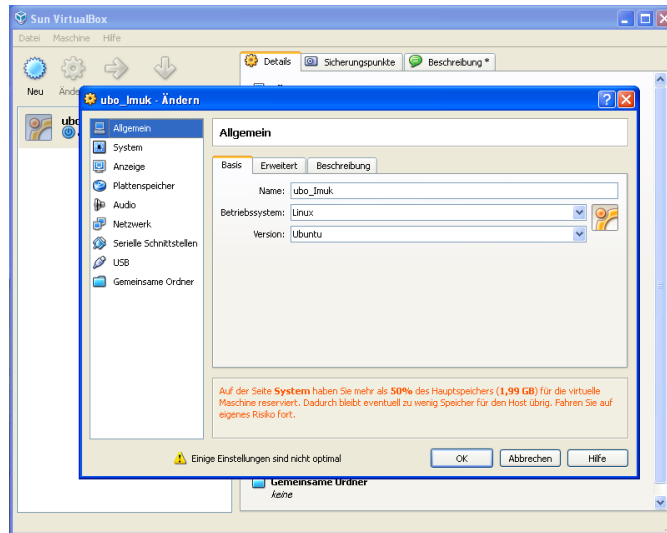 Sun VirtualBox
Datei Maschine Hilfe
Details Sicherungspunkte Beschreibung *
Neu
ubo_Imuk - Ändern
Allgemein
System
Anzeige
Plattenspeicher
Audio
Netzwerk
Serielle Schnittstellen
USB
Gemeinsame Ordner
Allgemein
Basis Erweitert Beschreibung
Name: ubo_Imuk
Betriebssystem: Linux
Version: Ubuntu
Auf der Seite System haben Sie mehr als 50% des Hauptspeichers (1,99 GB) für die virtuelle
Maschine reserviert. Dadurch bleibt eventuell zu wenig Speicher für den Host übrig. Fahren Sie auf
eigenes Risiko fort.
Einige Einstellungen sind nicht optimal
OK Abbrechen Hilfe
Gemeinsame Ordner
keine